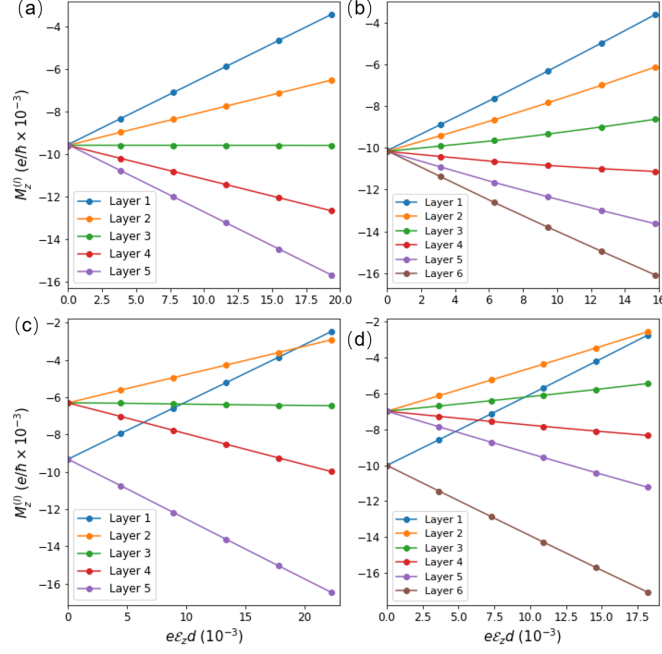 (a)
M_z^{(l)} (e/ħ × 10^{-3})
−4
−6
−8
−10
−12
−14
−16
Layer 1
Layer 2
Layer 3
Layer 4
Layer 5
0.0 2.5 5.0 7.5 10.0 12.5 15.0 17.5 20.0
(b)
−4
−6
−8
−10
−12
−14
−16
Layer 1
Layer 2
Layer 3
Layer 4
Layer 5
Layer 6
0 2 4 6 8 10 12 14 16
(c)
M_z^{(l)} (e/ħ × 10^{-3})
−2
−4
−6
−8
−10
−12
−14
−16
Layer 1
Layer 2
Layer 3
Layer 4
Layer 5
0 5 10 15 20
eℰ_z d (10^{-3})
(d)
−2
−4
−6
−8
−10
−12
−14
−16
Layer 1
Layer 2
Layer 3
Layer 4
Layer 5
Layer 6
0.0 2.5 5.0 7.5 10.0 12.5 15.0 17.5
eℰ_z d (10^{-3})